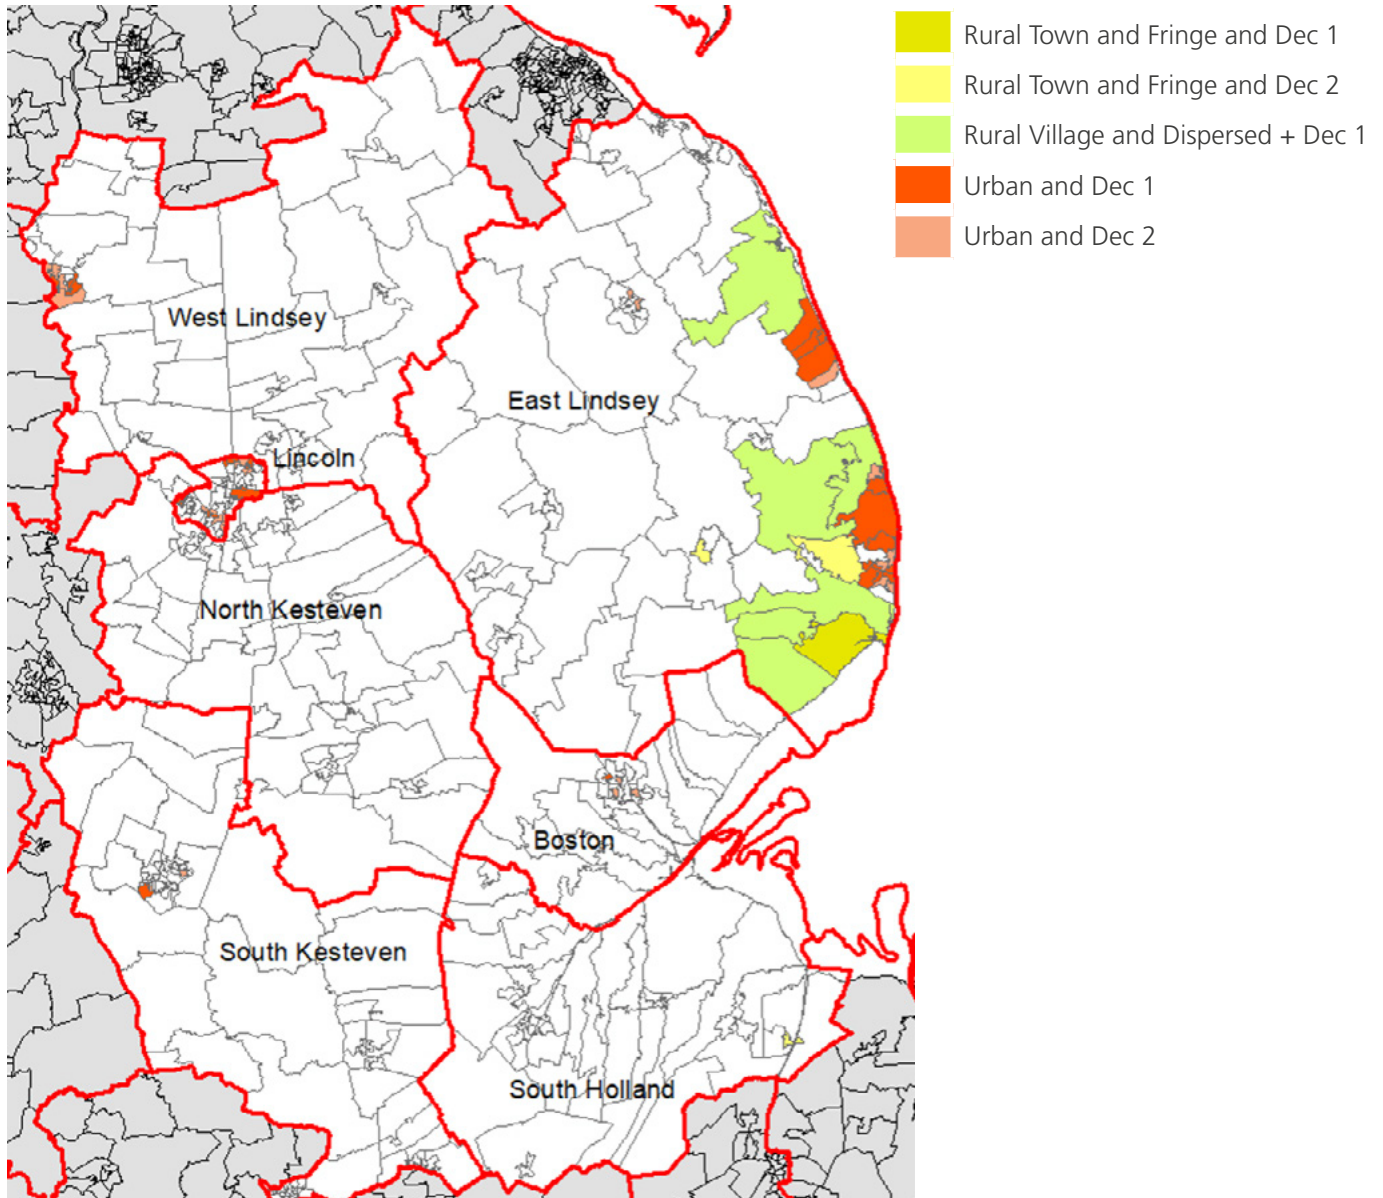 Rural Town and Fringe and Dec 1
Rural Town and Fringe and Dec 2
Rural Village and Dispersed + Dec 1
Urban and Dec 1
Urban and Dec 2
West Lindsey
East Lindsey
Lincoln
North Kesteven
Boston
South Kesteven
South Holland